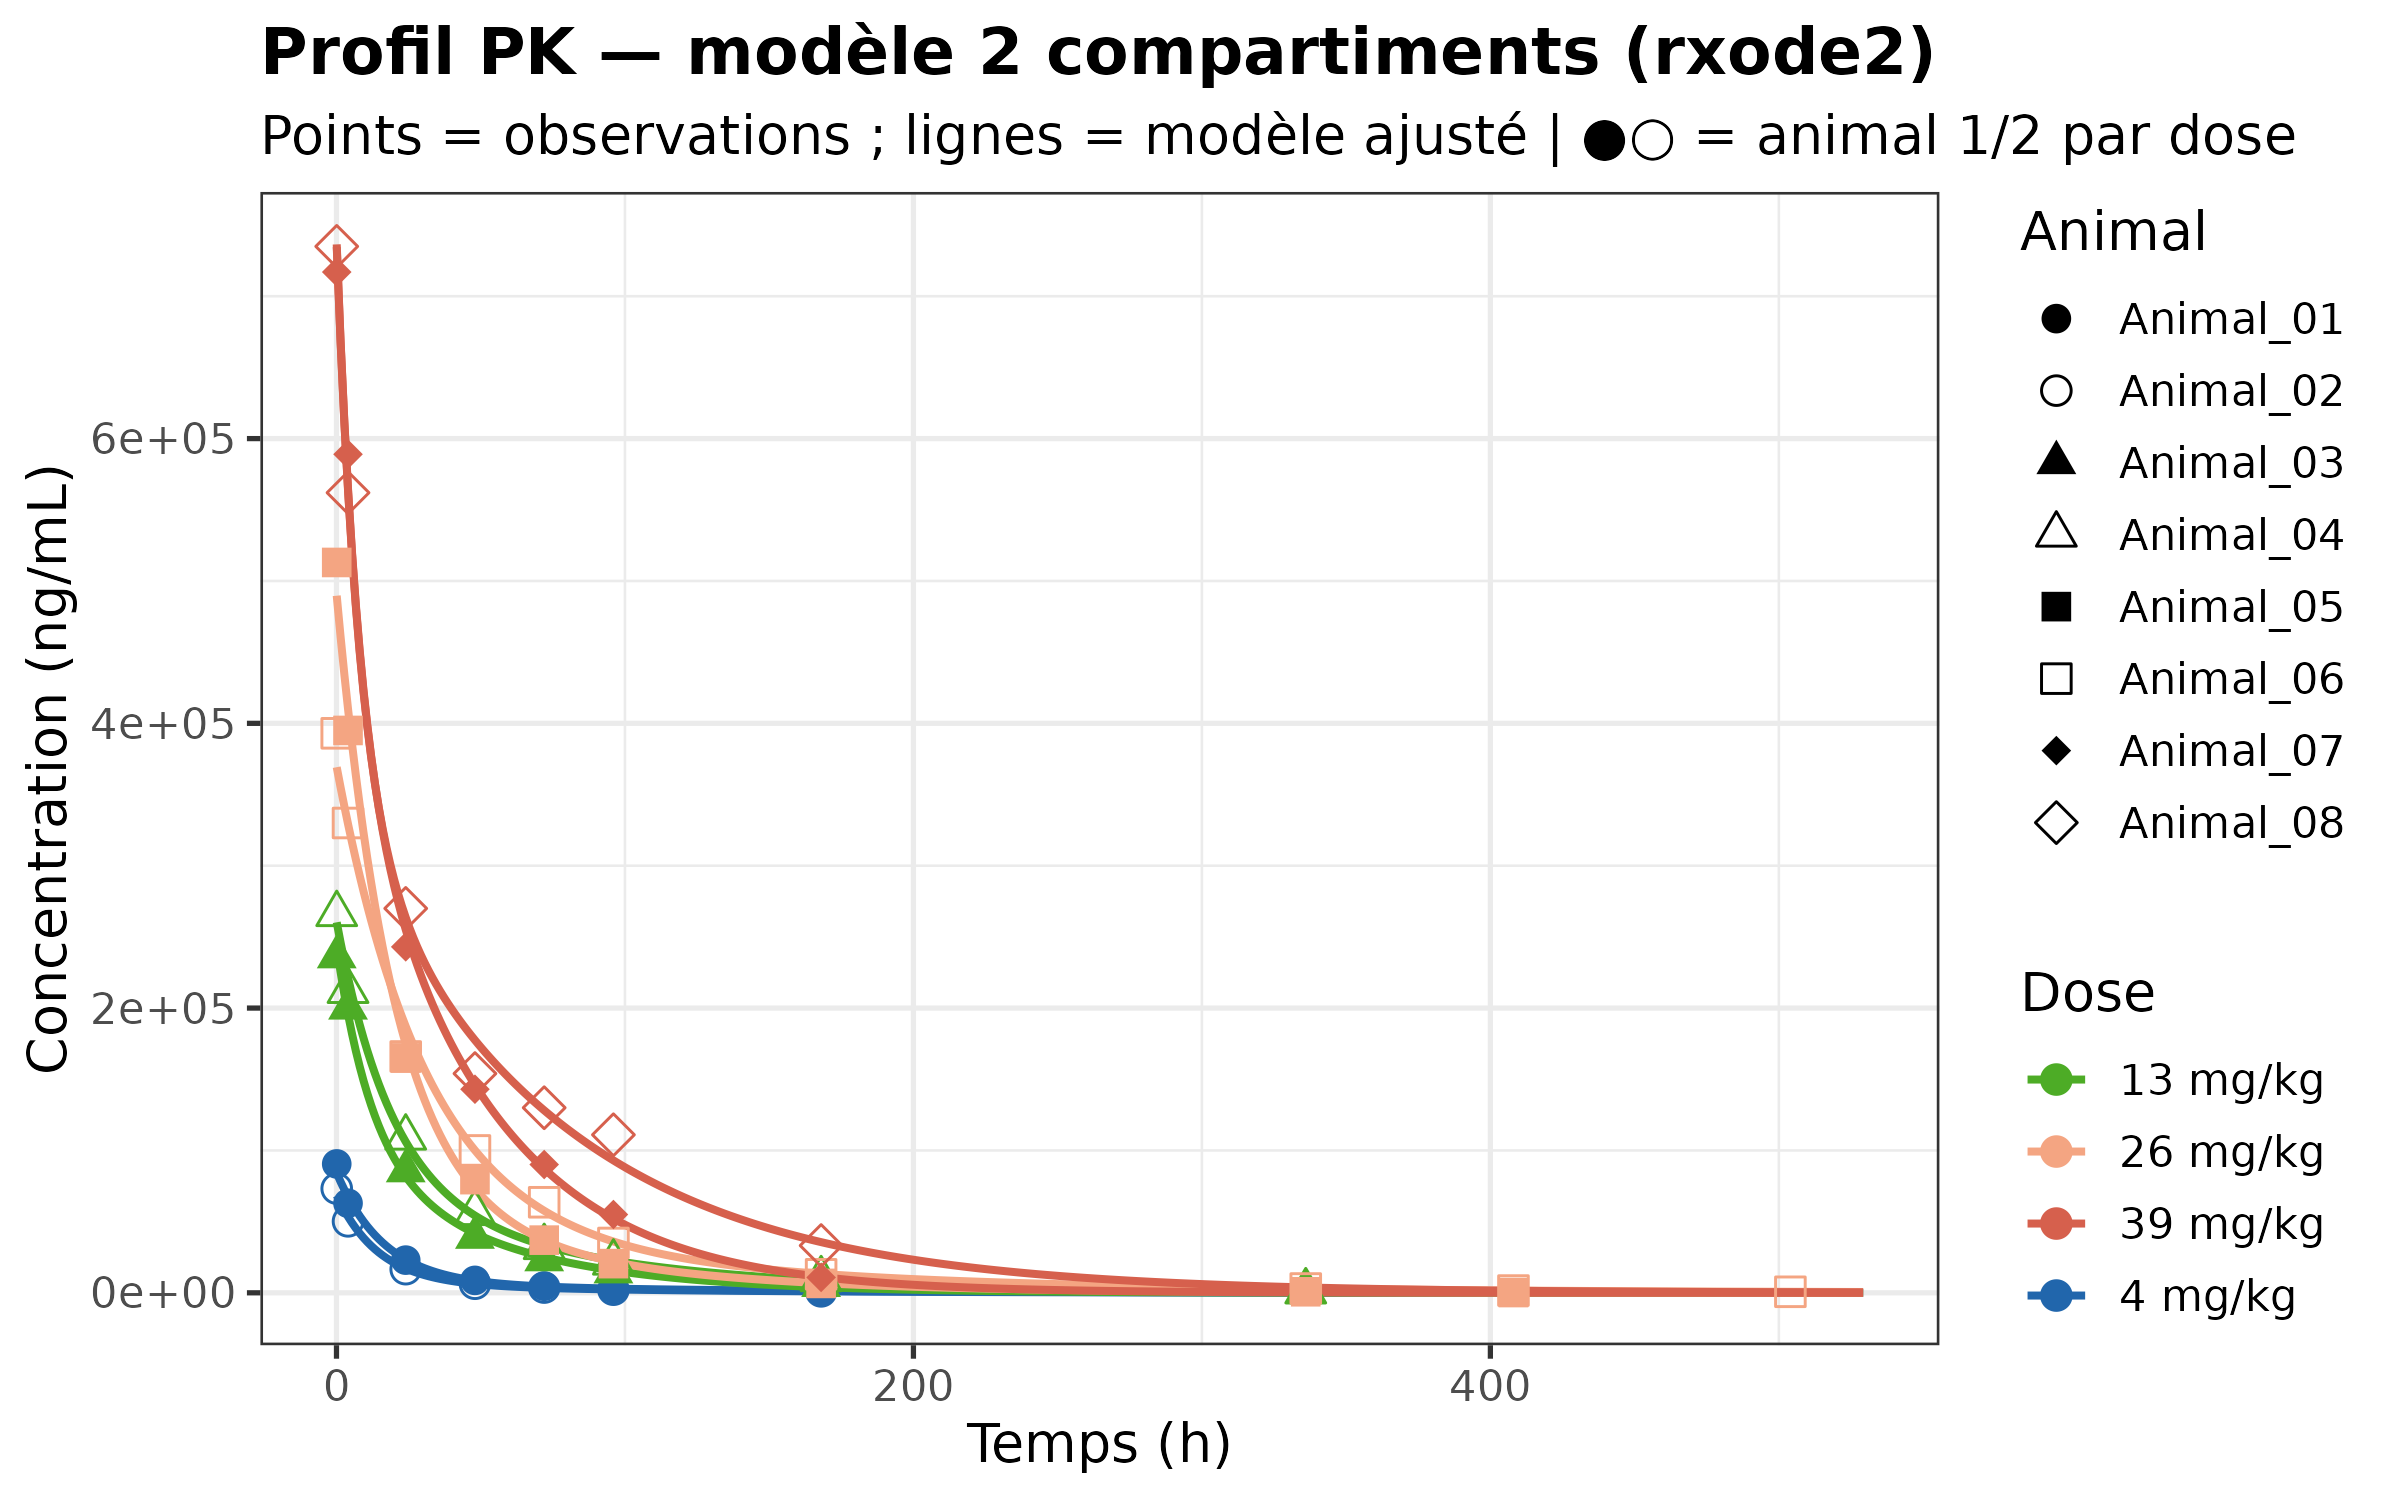 Profil PK — modèle 2 compartiments (rxode2)
Points = observations ; lignes = modèle ajusté | ●○ = animal 1/2 par dose
Concentration (ng/mL)
6e+05
4e+05
2e+05
0e+00
0
200
400
Temps (h)
Animal
Animal_01
Animal_02
Animal_03
Animal_04
Animal_05
Animal_06
Animal_07
Animal_08
Dose
13 mg/kg
26 mg/kg
39 mg/kg
4 mg/kg